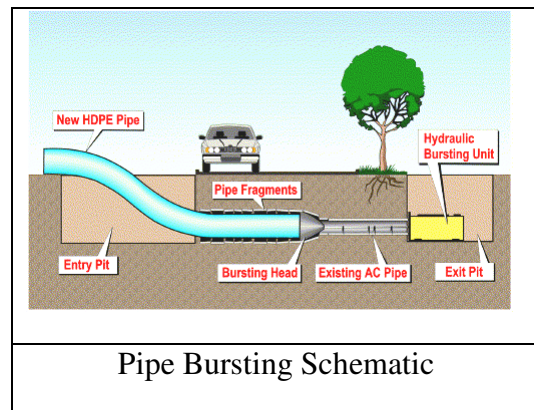 New HDPE Pipe
Hydraulic
Bursting Unit
Pipe Fragments
Entry Pit
Bursting Head
Existing AC Pipe
Exit Pit
Pipe Bursting Schematic